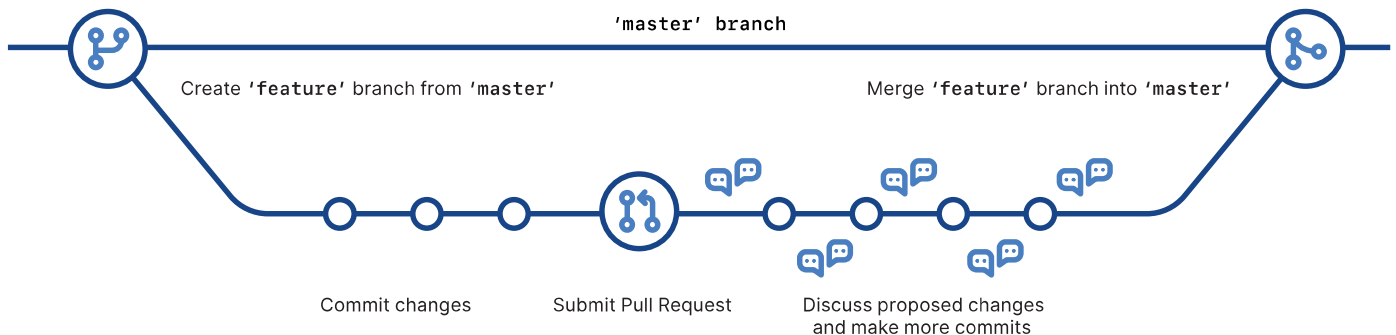 ‘master’ branch
Create ‘feature’ branch from ‘master’
Merge ‘feature’ branch into ‘master’
Commit changes
Submit Pull Request
Discuss proposed changes
and make more commits